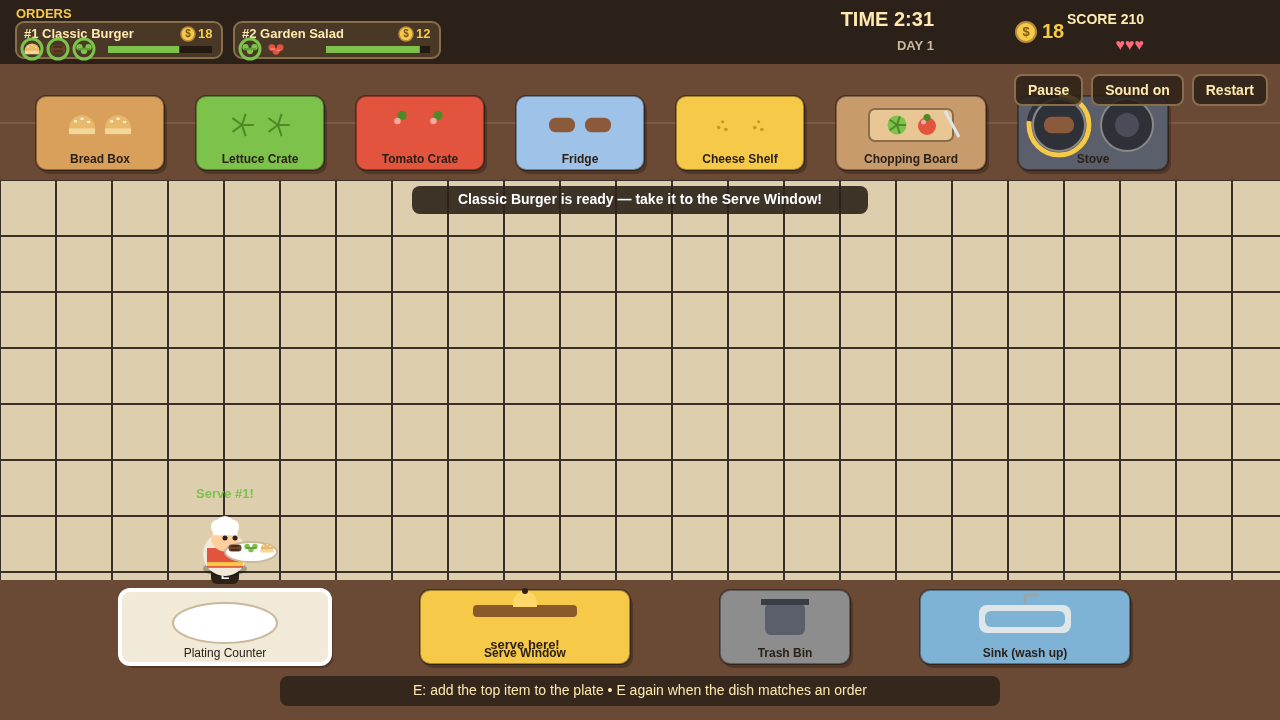 ORDERS
#1 Classic Burger $ 18
#2 Garden Salad $ 12
TIME 2:31
DAY 1
$ 18
SCORE 210
♥♥♥
Pause
Sound on
Restart
Bread Box
Lettuce Crate
Tomato Crate
Fridge
Cheese Shelf
Chopping Board
Stove
Classic Burger is ready — take it to the Serve Window!
Serve #1!
E
Plating Counter
serve here!
Serve Window
Trash Bin
Sink (wash up)
E: add the top item to the plate • E again when the dish matches an order